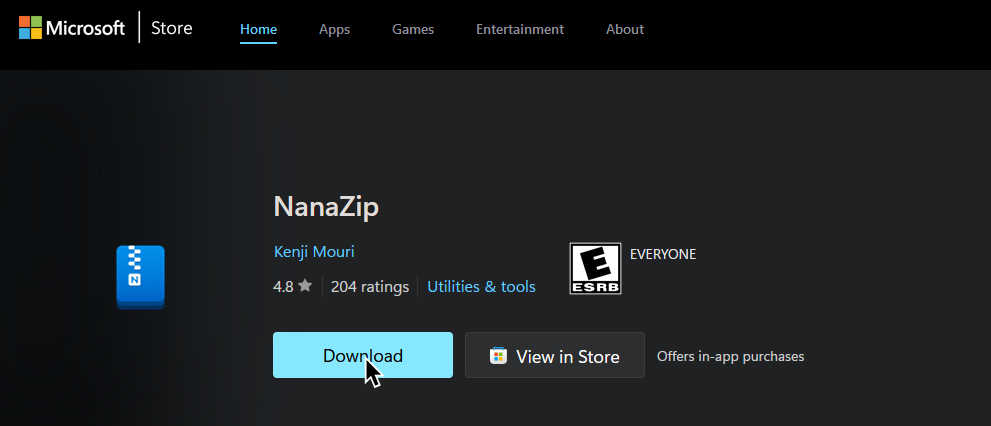 Microsoft | Store Home Apps Games Entertainment About
NanaZip
Kenji Mouri
EVERYONE
E
ESRB
4.8 204 ratings Utilities & tools
N
Download View in Store Offers in-app purchases